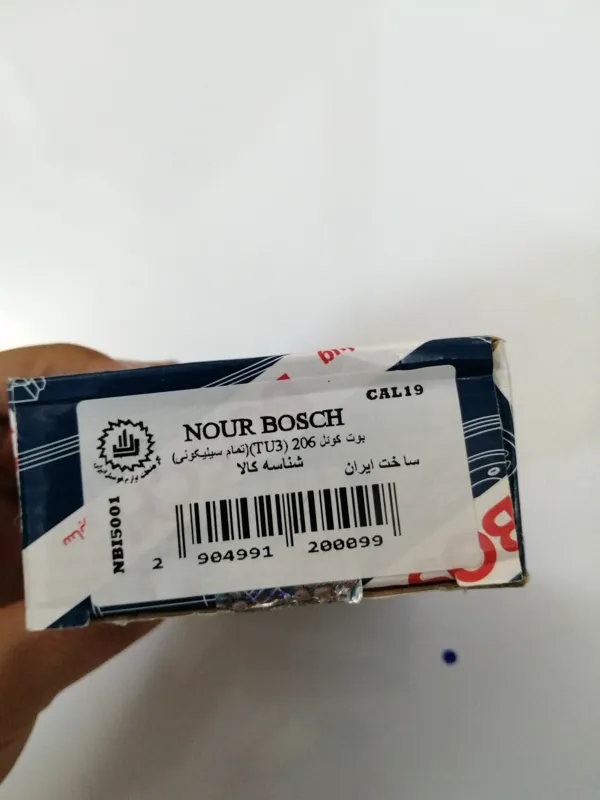 CAL19
NOUR BOSCH
بوت کوئل 206 (TU3)(تمام سیلیکونی)
ساخت ایران
شناسه کالا
NBI5001
2 904991 200099